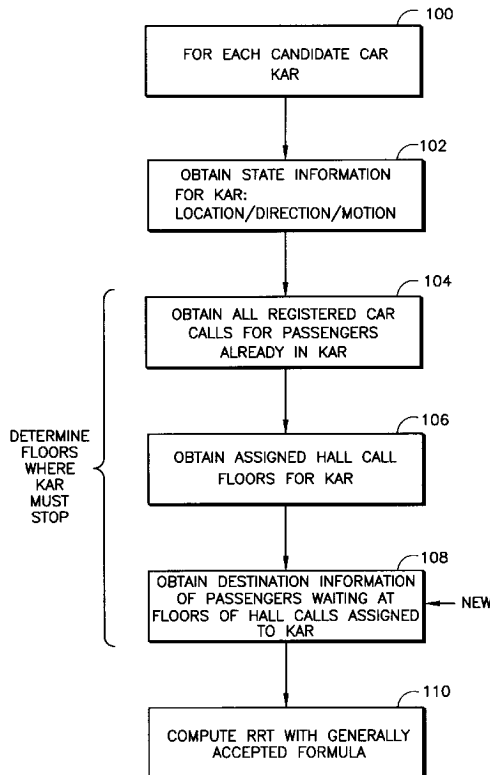 100
FOR EACH CANDIDATE CAR
KAR
102
OBTAIN STATE INFORMATION
FOR KAR:
LOCATION/DIRECTION/MOTION
104
OBTAIN ALL REGISTERED CAR
CALLS FOR PASSENGERS
ALREADY IN KAR
DETERMINE
FLOORS
WHERE
KAR
MUST
STOP
106
OBTAIN ASSIGNED HALL CALL
FLOORS FOR KAR
108
OBTAIN DESTINATION INFORMATION
OF PASSENGERS WAITING AT
FLOORS OF HALL CALLS ASSIGNED
TO KAR
NEW
110
COMPUTE RRT WITH GENERALLY
ACCEPTED FORMULA